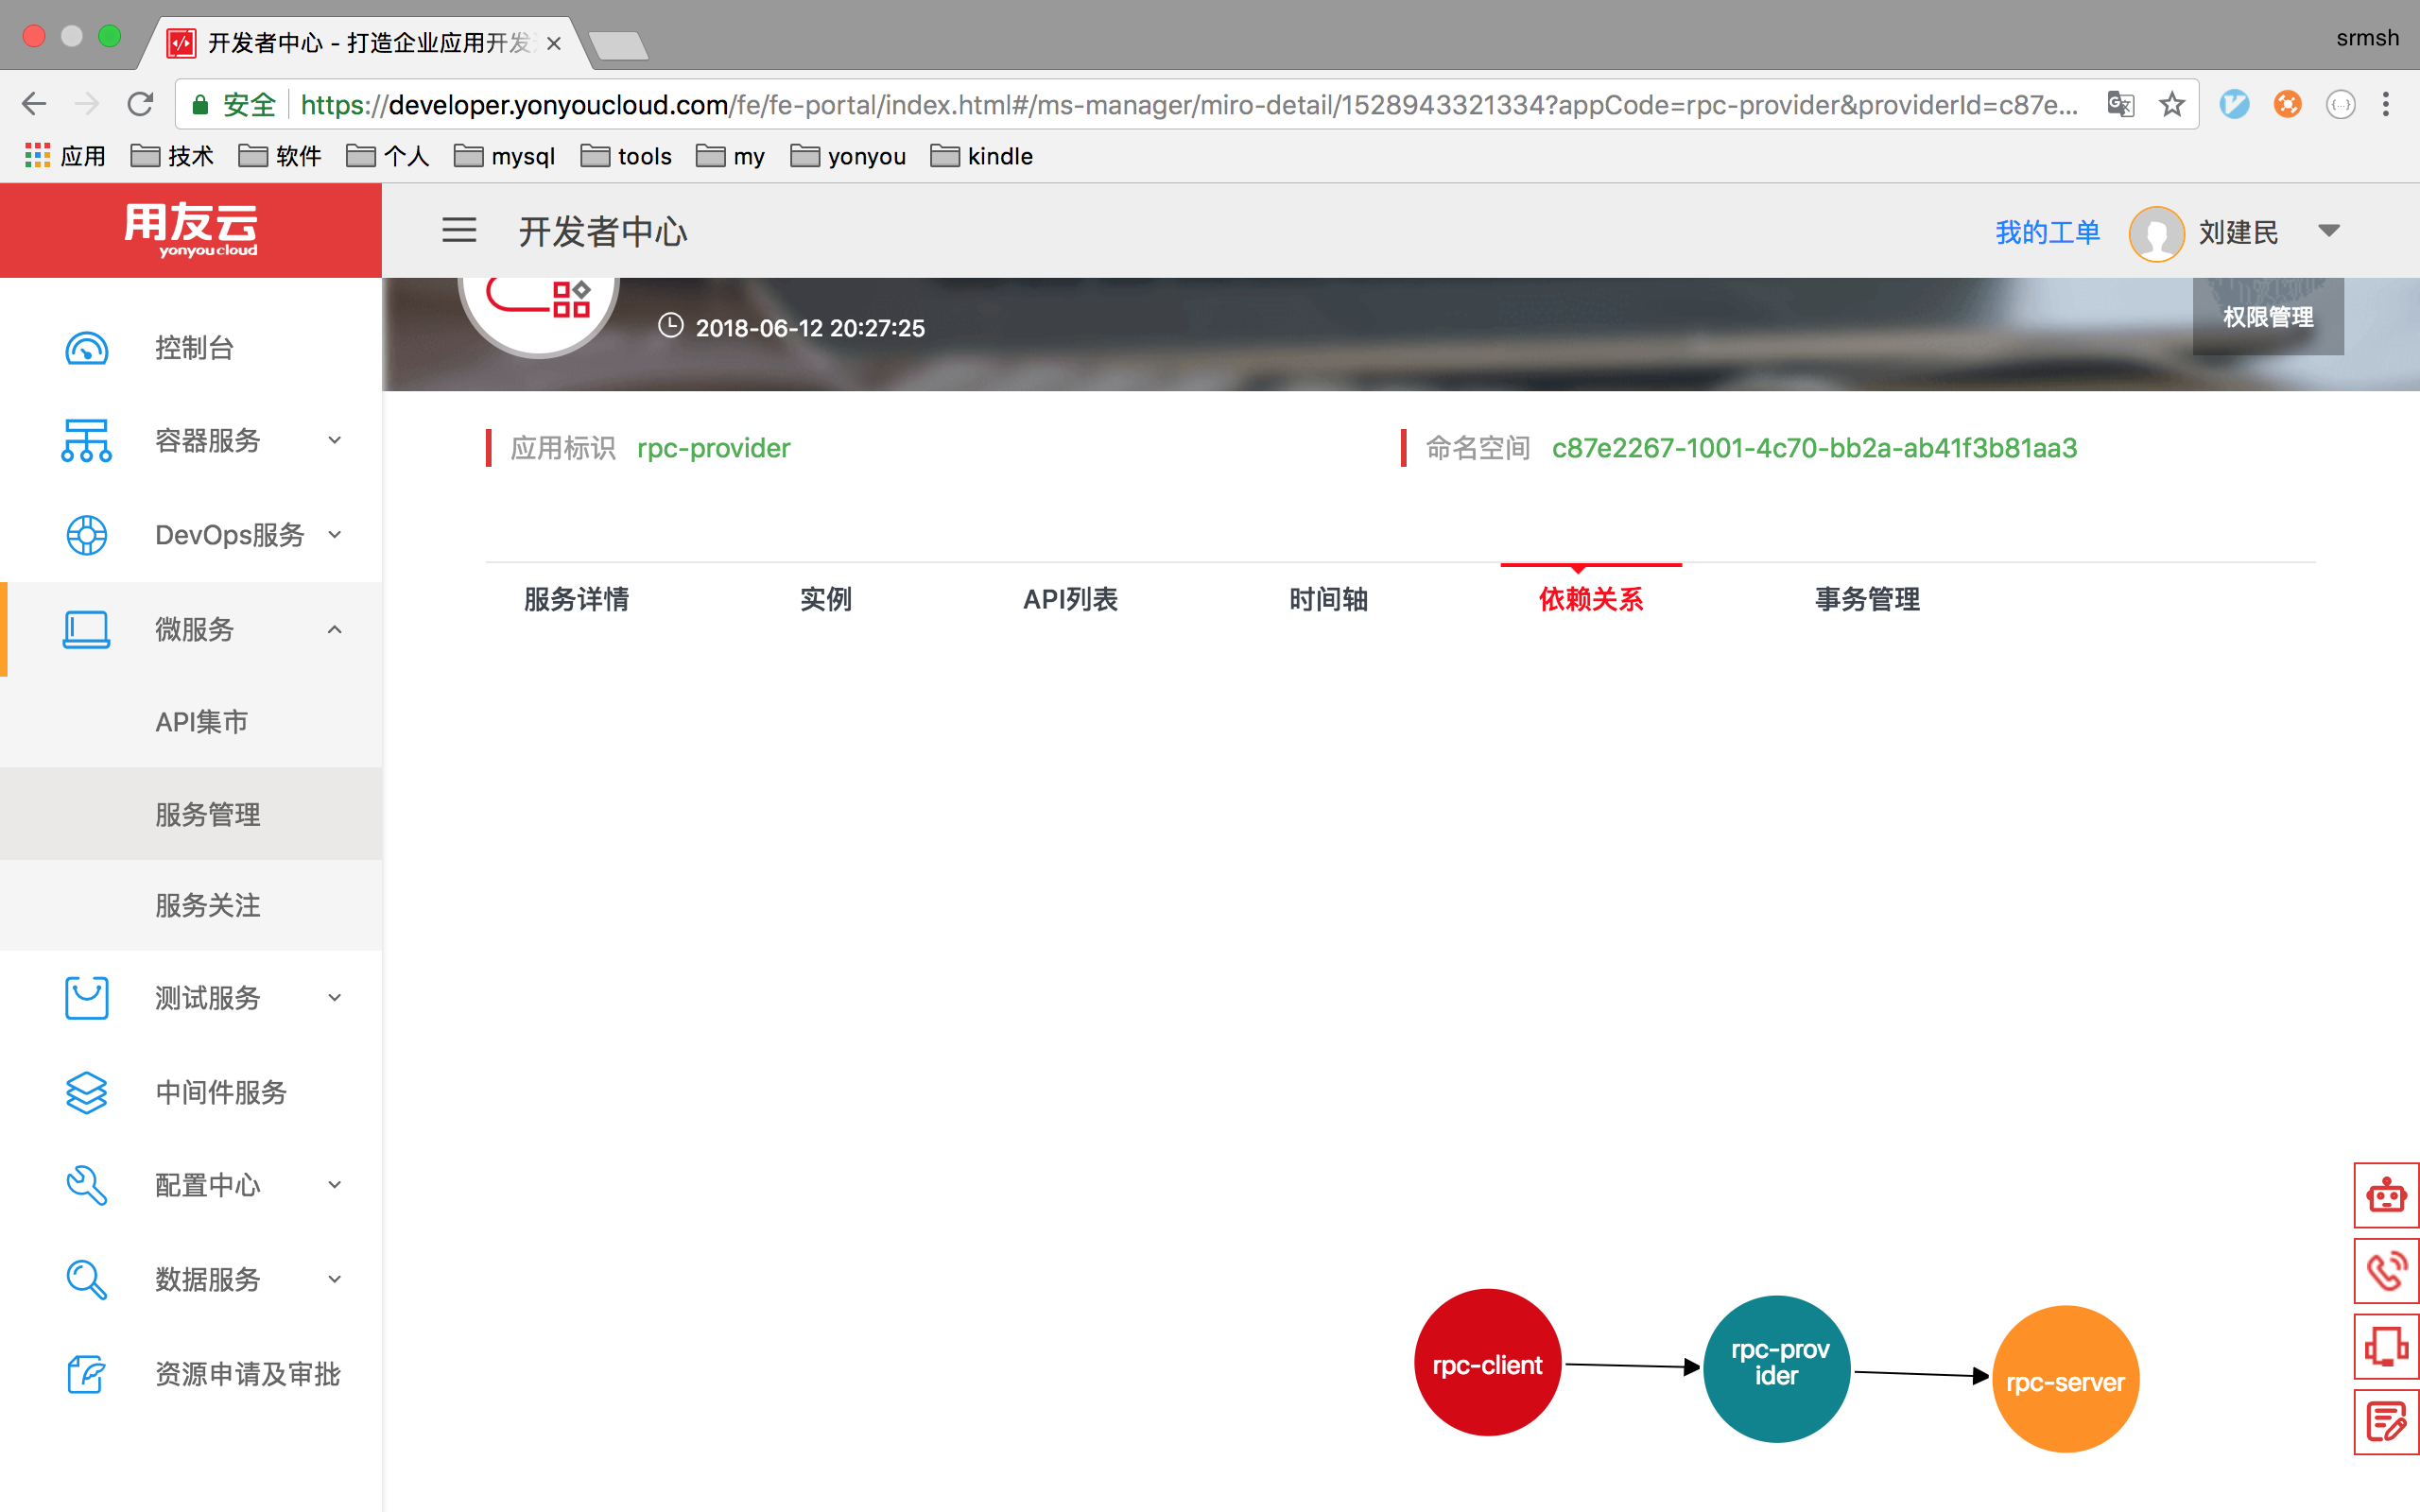 开发者中心 - 打造企业应用开发
srmsh
安全 https://developer.yonyoucloud.com/fe/fe-portal/index.html#/ms-manager/miro-detail/1528943321334?appCode=rpc-provider&providerId=c87e...
应用 技术 软件 个人 mysql tools my yonyou kindle
用友云
yonyou cloud
开发者中心
我的工单 刘建民
2018-06-12 20:27:25
权限管理
控制台
容器服务
DevOps服务
微服务
API集市
服务管理
服务关注
测试服务
中间件服务
配置中心
数据服务
资源申请及审批
应用标识 rpc-provider
命名空间 c87e2267-1001-4c70-bb2a-ab41f3b81aa3
服务详情 实例 API列表 时间轴 依赖关系 事务管理
rpc-client
rpc-prov
ider
rpc-server